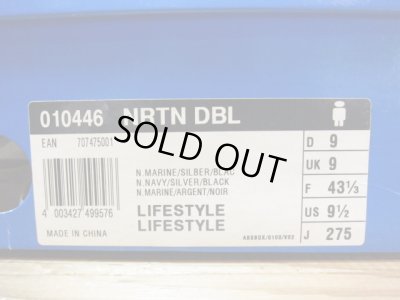 010446 NRTN DBL
EAN 707475001
N.MARINE/SILBER/BLAC
N.NAVY/SILVER/BLACK
N.MARINE/ARGENT/NOIR
4 003427 499576
LIFESTYLE
LIFESTYLE
MADE IN CHINA
D 9
UK 9
F 43⅓
US 9½
J 275
SOLD OUT